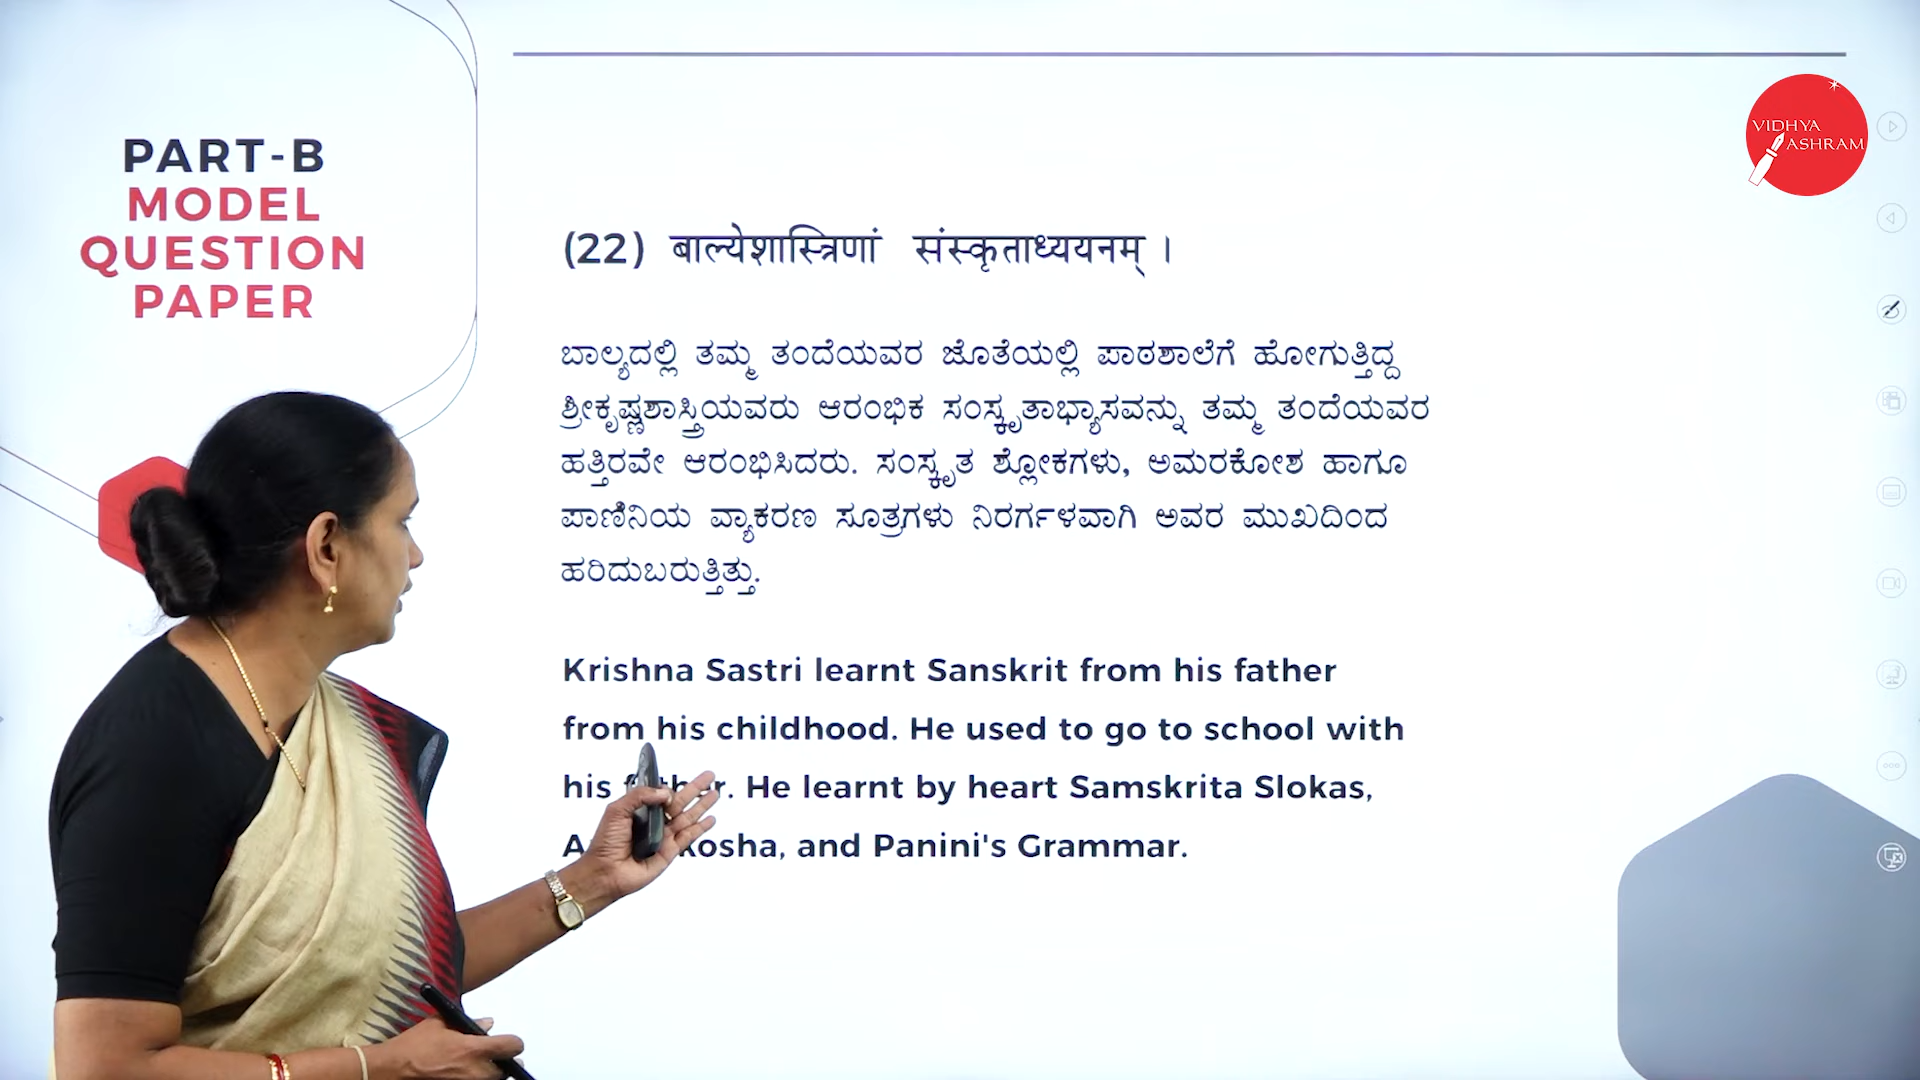 PART-B
MODEL
QUESTION
PAPER
VIDHYA
ASHRAM
(22) बाल्येशास्त्रिणां संस्कृताध्ययनम् ।
ಬಾಲ್ಯದಲ್ಲಿ ತಮ್ಮ ತಂದೆಯವರ ಜೊತೆಯಲ್ಲಿ ಪಾಠಶಾಲೆಗೆ ಹೋಗುತ್ತಿದ್ದ
ಶ್ರೀಕೃಷ್ಣಶಾಸ್ತ್ರಿಯವರು ಆರಂಭಿಕ ಸಂಸ್ಕೃತಾಭ್ಯಾಸವನ್ನು ತಮ್ಮ ತಂದೆಯವರ
ಹತ್ತಿರವೇ ಆರಂಭಿಸಿದರು. ಸಂಸ್ಕೃತ ಶ್ಲೋಕಗಳು, ಅಮರಕೋಶ ಹಾಗೂ
ಪಾಣಿನಿಯ ವ್ಯಾಕರಣ ಸೂತ್ರಗಳು ನಿರರ್ಗಳವಾಗಿ ಅವರ ಮುಖದಿಂದ
ಹರಿದುಬರುತ್ತಿತ್ತು.
Krishna Sastri learnt Sanskrit from his father
from his childhood. He used to go to school with
his . He learnt by heart Samskrita Slokas,
and Panini's Grammar.